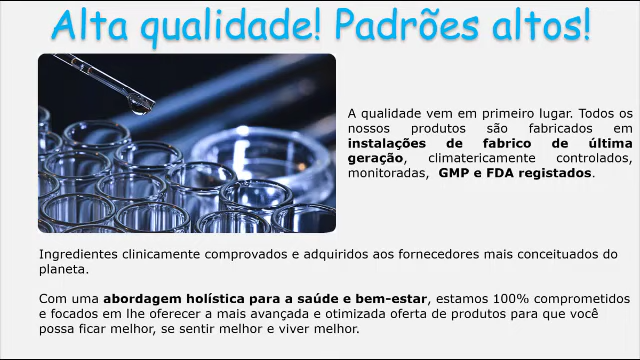 Alta qualidade! Padrões altos!
A qualidade vem em primeiro lugar. Todos os
nossos produtos são fabricados em
instalações de fabrico de última
geração, climatericamente controlados,
monitoradas, GMP e FDA registados.
Ingredientes clinicamente comprovados e adquiridos aos fornecedores mais conceituados do
planeta.
Com uma abordagem holística para a saúde e bem-estar, estamos 100% comprometidos
e focados em lhe oferecer a mais avançada e otimizada oferta de produtos para que você
possa ficar melhor, se sentir melhor e viver melhor.